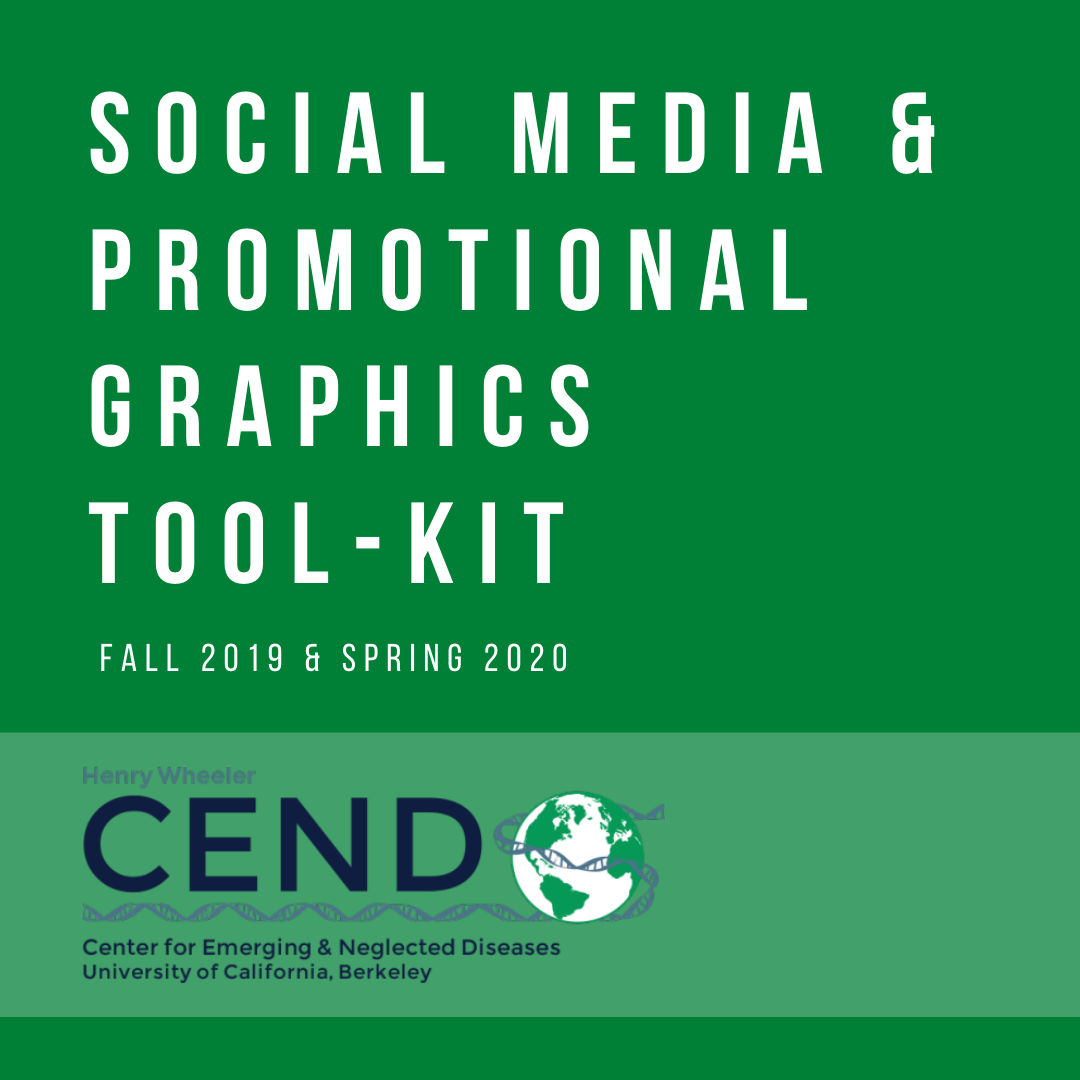 SOCIAL MEDIA &
PROMOTIONAL
GRAPHICS
TOOL-KIT
FALL 2019 & SPRING 2020
Henry Wheeler
CEND
Center for Emerging & Neglected Diseases
University of California, Berkeley